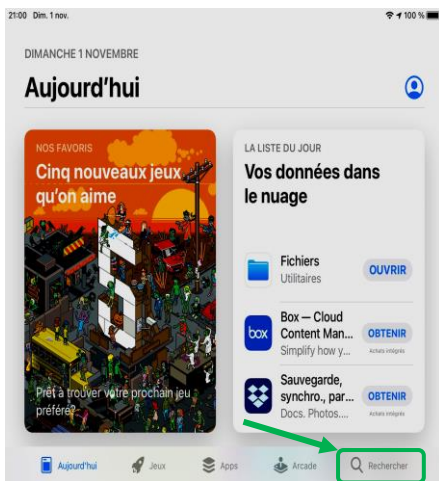 21:00 Dim. 1 nov.
100 %
DIMANCHE 1 NOVEMBRE
Aujourd'hui
NOS FAVORIS
Cinq nouveaux jeux
qu'on aime
Prêt à trouver votre prochain jeu
préféré?
LA LISTE DU JOUR
Vos données dans
le nuage
Fichiers
Utilitaires
OUVRIR
box
Box — Cloud
Content Man...
Simplify how y...
OBTENIR
Achats intégrés
Sauvegarde,
synchro., par...
Docs. Photos....
OBTENIR
Achats intégrés
Aujourd'hui
Jeux
Apps
Arcade
Rechercher